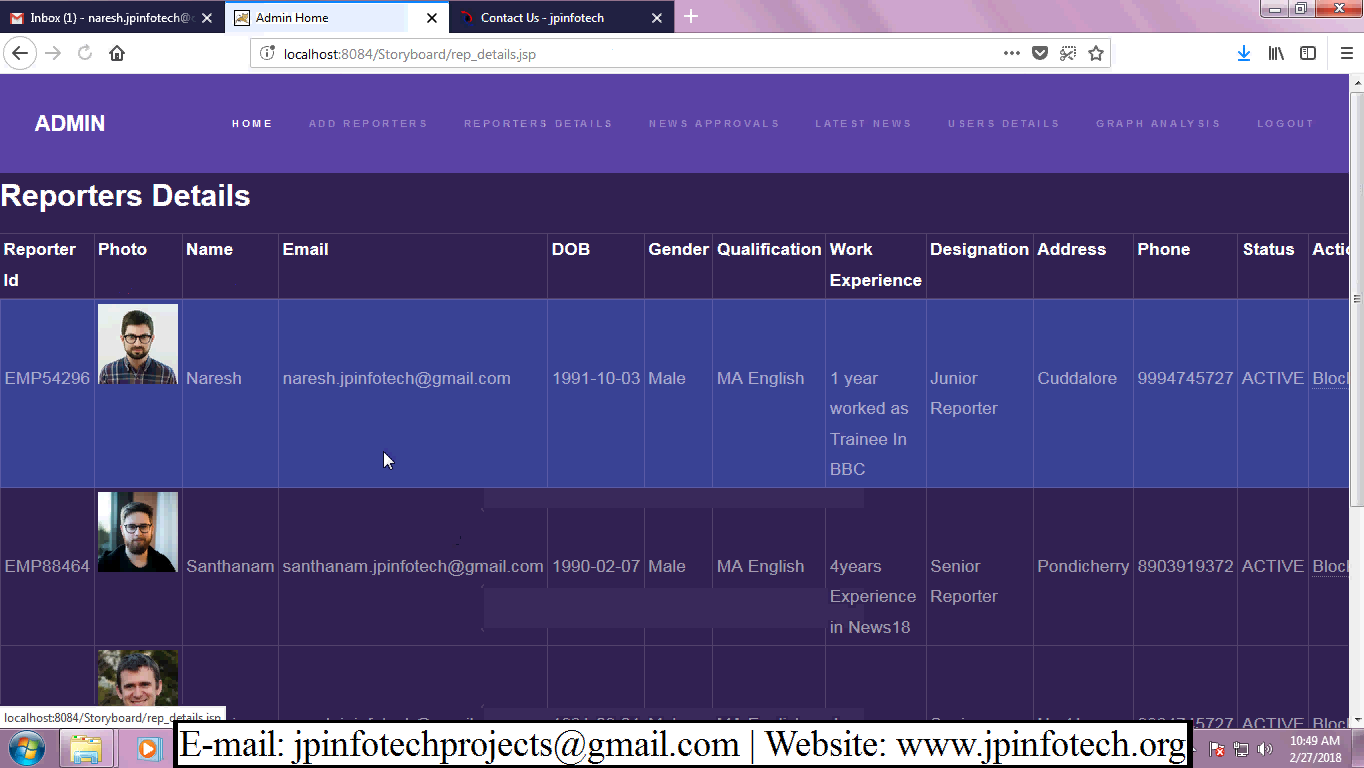 Inbox (1) - naresh.jpinfotech@
Admin Home
Contact Us - jpinfotech
localhost:8084/Storyboard/rep_details.jsp
ADMIN
HOME
ADD REPORTERS
REPORTERS DETAILS
NEWS APPROVALS
LATEST NEWS
USERS DETAILS
GRAPH ANALYSIS
LOGOUT
Reporters Details
Reporter Id
Photo
Name
Email
DOB
Gender
Qualification
Work Experience
Designation
Address
Phone
Status
EMP54296
Naresh
naresh.jpinfotech@gmail.com
1991-10-03
Male
MA English
1 year
worked as
Trainee In
BBC
Junior
Reporter
Cuddalore
9994745727
ACTIVE
EMP88464
Santhanam
santhanam.jpinfotech@gmail.com
1990-02-07
Male
MA English
4years
Experience
in News18
Senior
Reporter
Pondicherry
8903919372
ACTIVE
localhost:8084/Storyboard/rep_details.jsp
E-mail: jpinfotechprojects@gmail.com | Website: www.jpinfotech.org
10:49 AM
2/27/2018